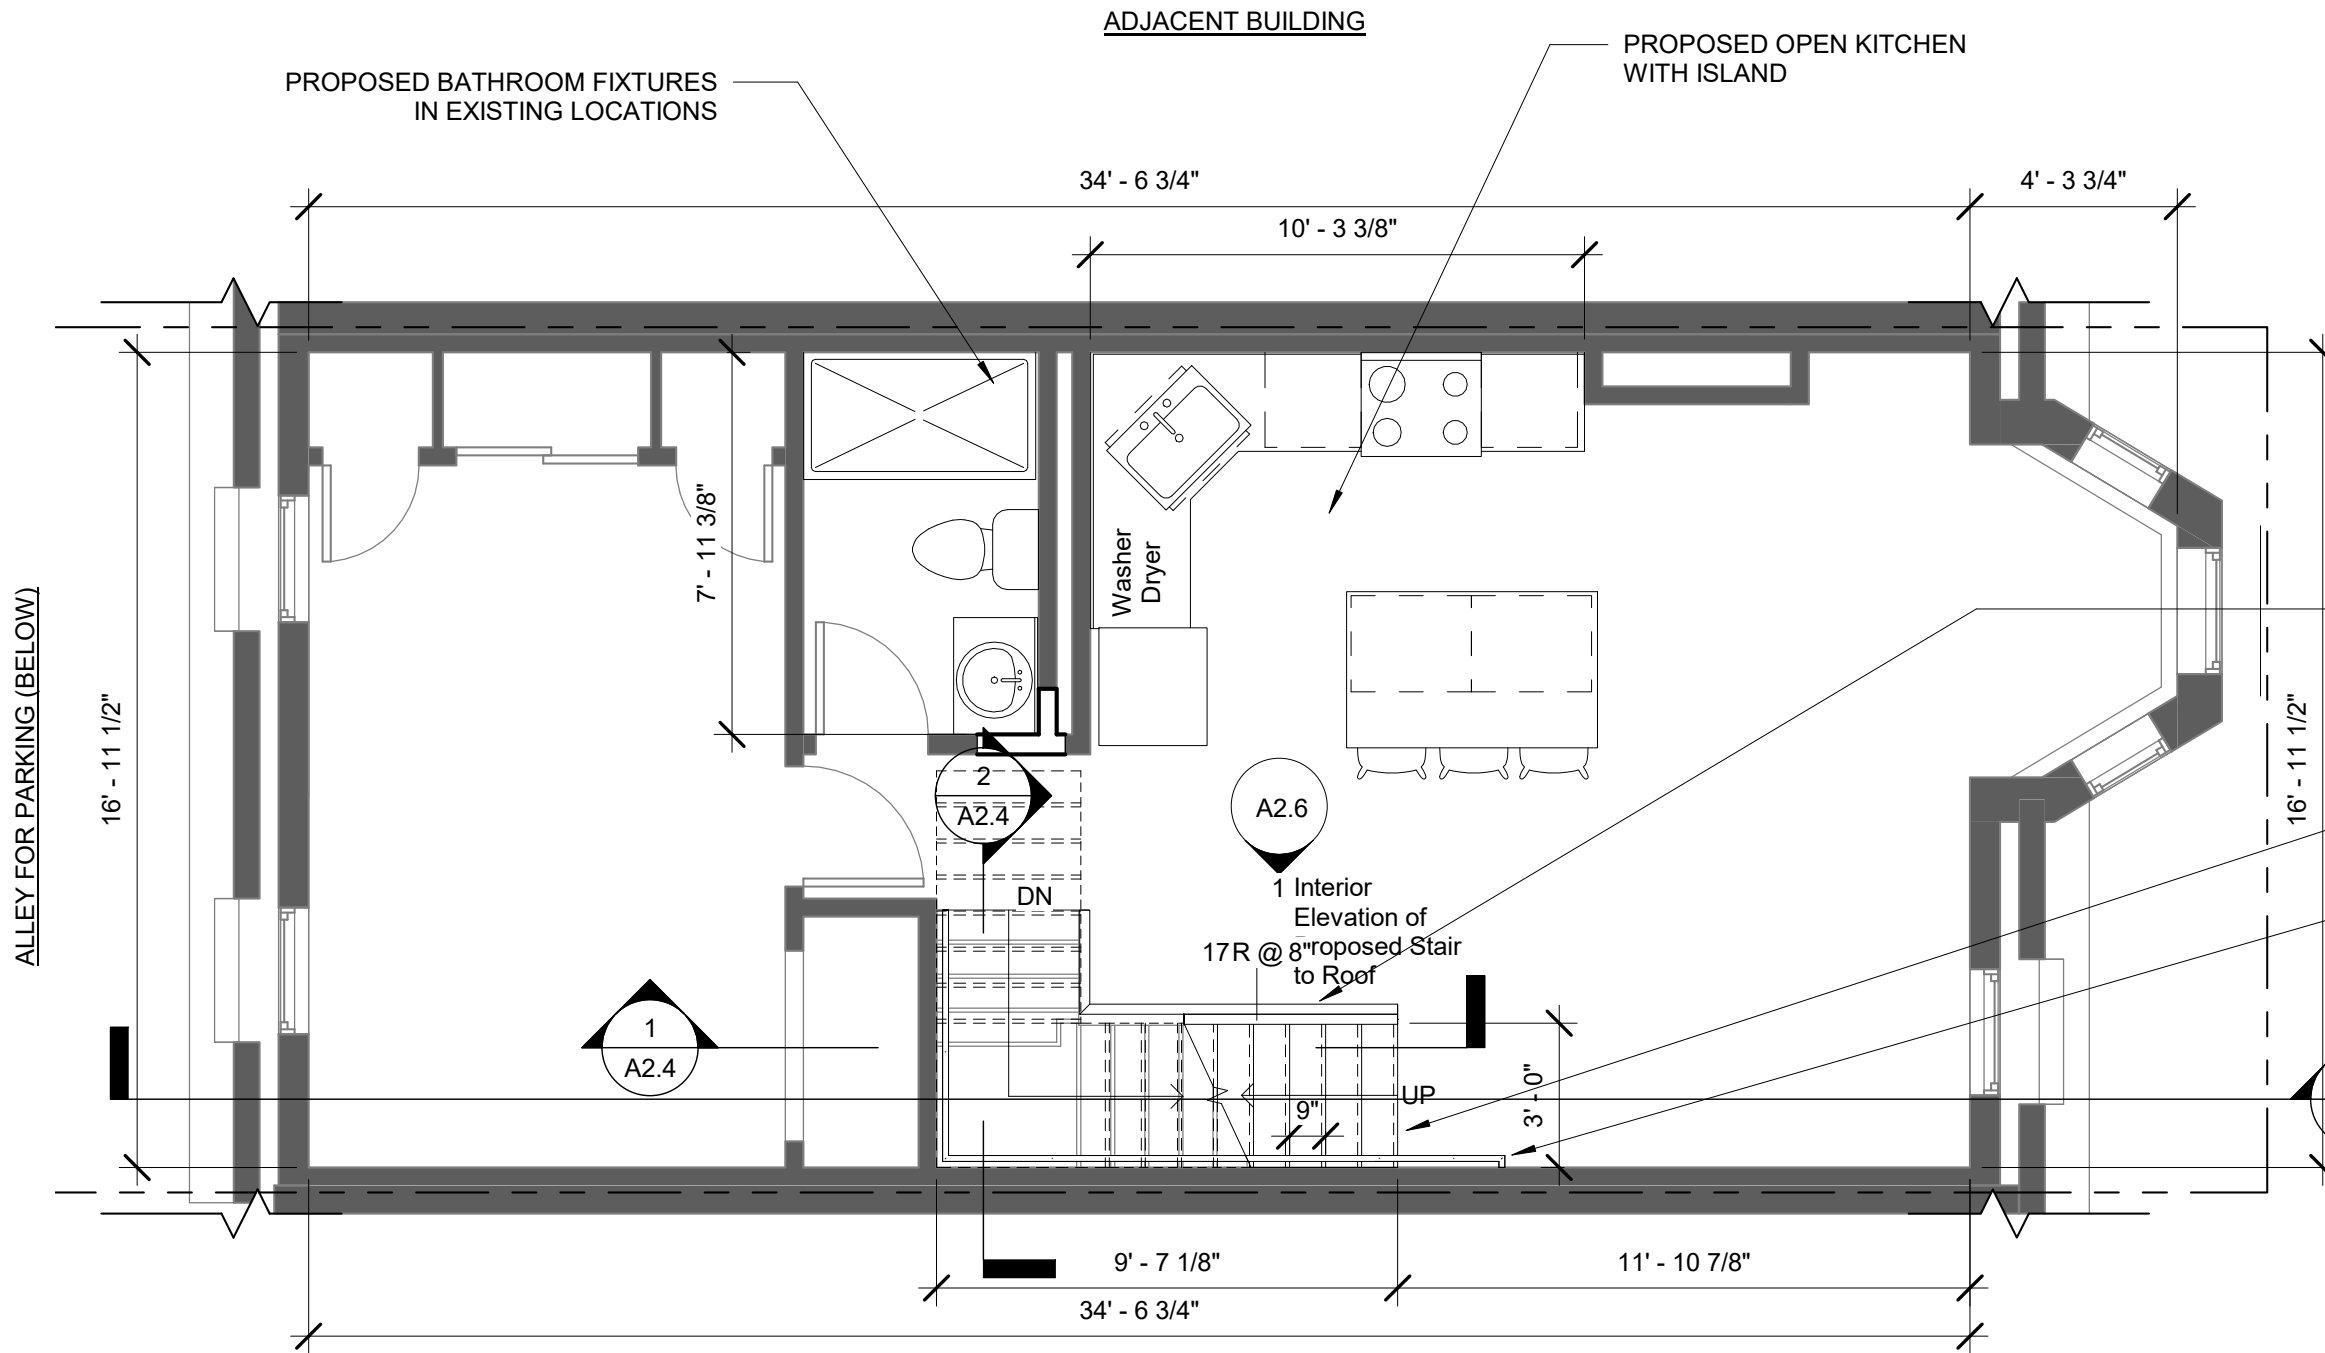 ADJACENT BUILDING
PROPOSED OPEN KITCHEN
WITH ISLAND
PROPOSED BATHROOM FIXTURES
IN EXISTING LOCATIONS
34' - 6 3/4"
4' - 3 3/4"
10' - 3 3/8"
7' - 11 3/8"
Washer
Dryer
ALLEY FOR PARKING (BELOW)
16' - 11 1/2"
16' - 11 1/2"
2
A2.4
A2.6
DN
1 Interior
Elevation of
Proposed Stair
to Roof
17R @ 8"
1
A2.4
UP
9"
3' - 0"
9' - 7 1/8"
11' - 10 7/8"
34' - 6 3/4"